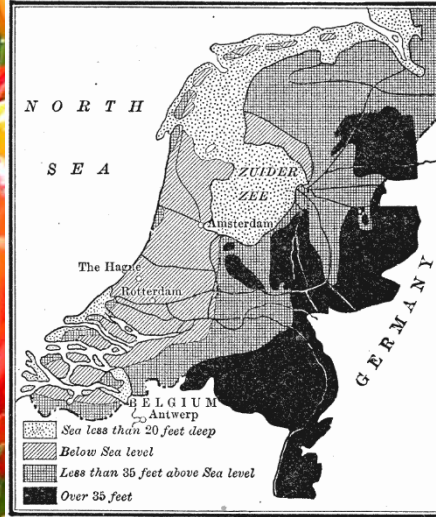 NORTH
SEA
ZUIDER
ZEE
Amsterdam
The Hague
Rotterdam
GERMANY
BELGIUM
Antwerp
Sea less than 20 feet deep
Below Sea level
Less than 35 feet above Sea level
Over 35 feet